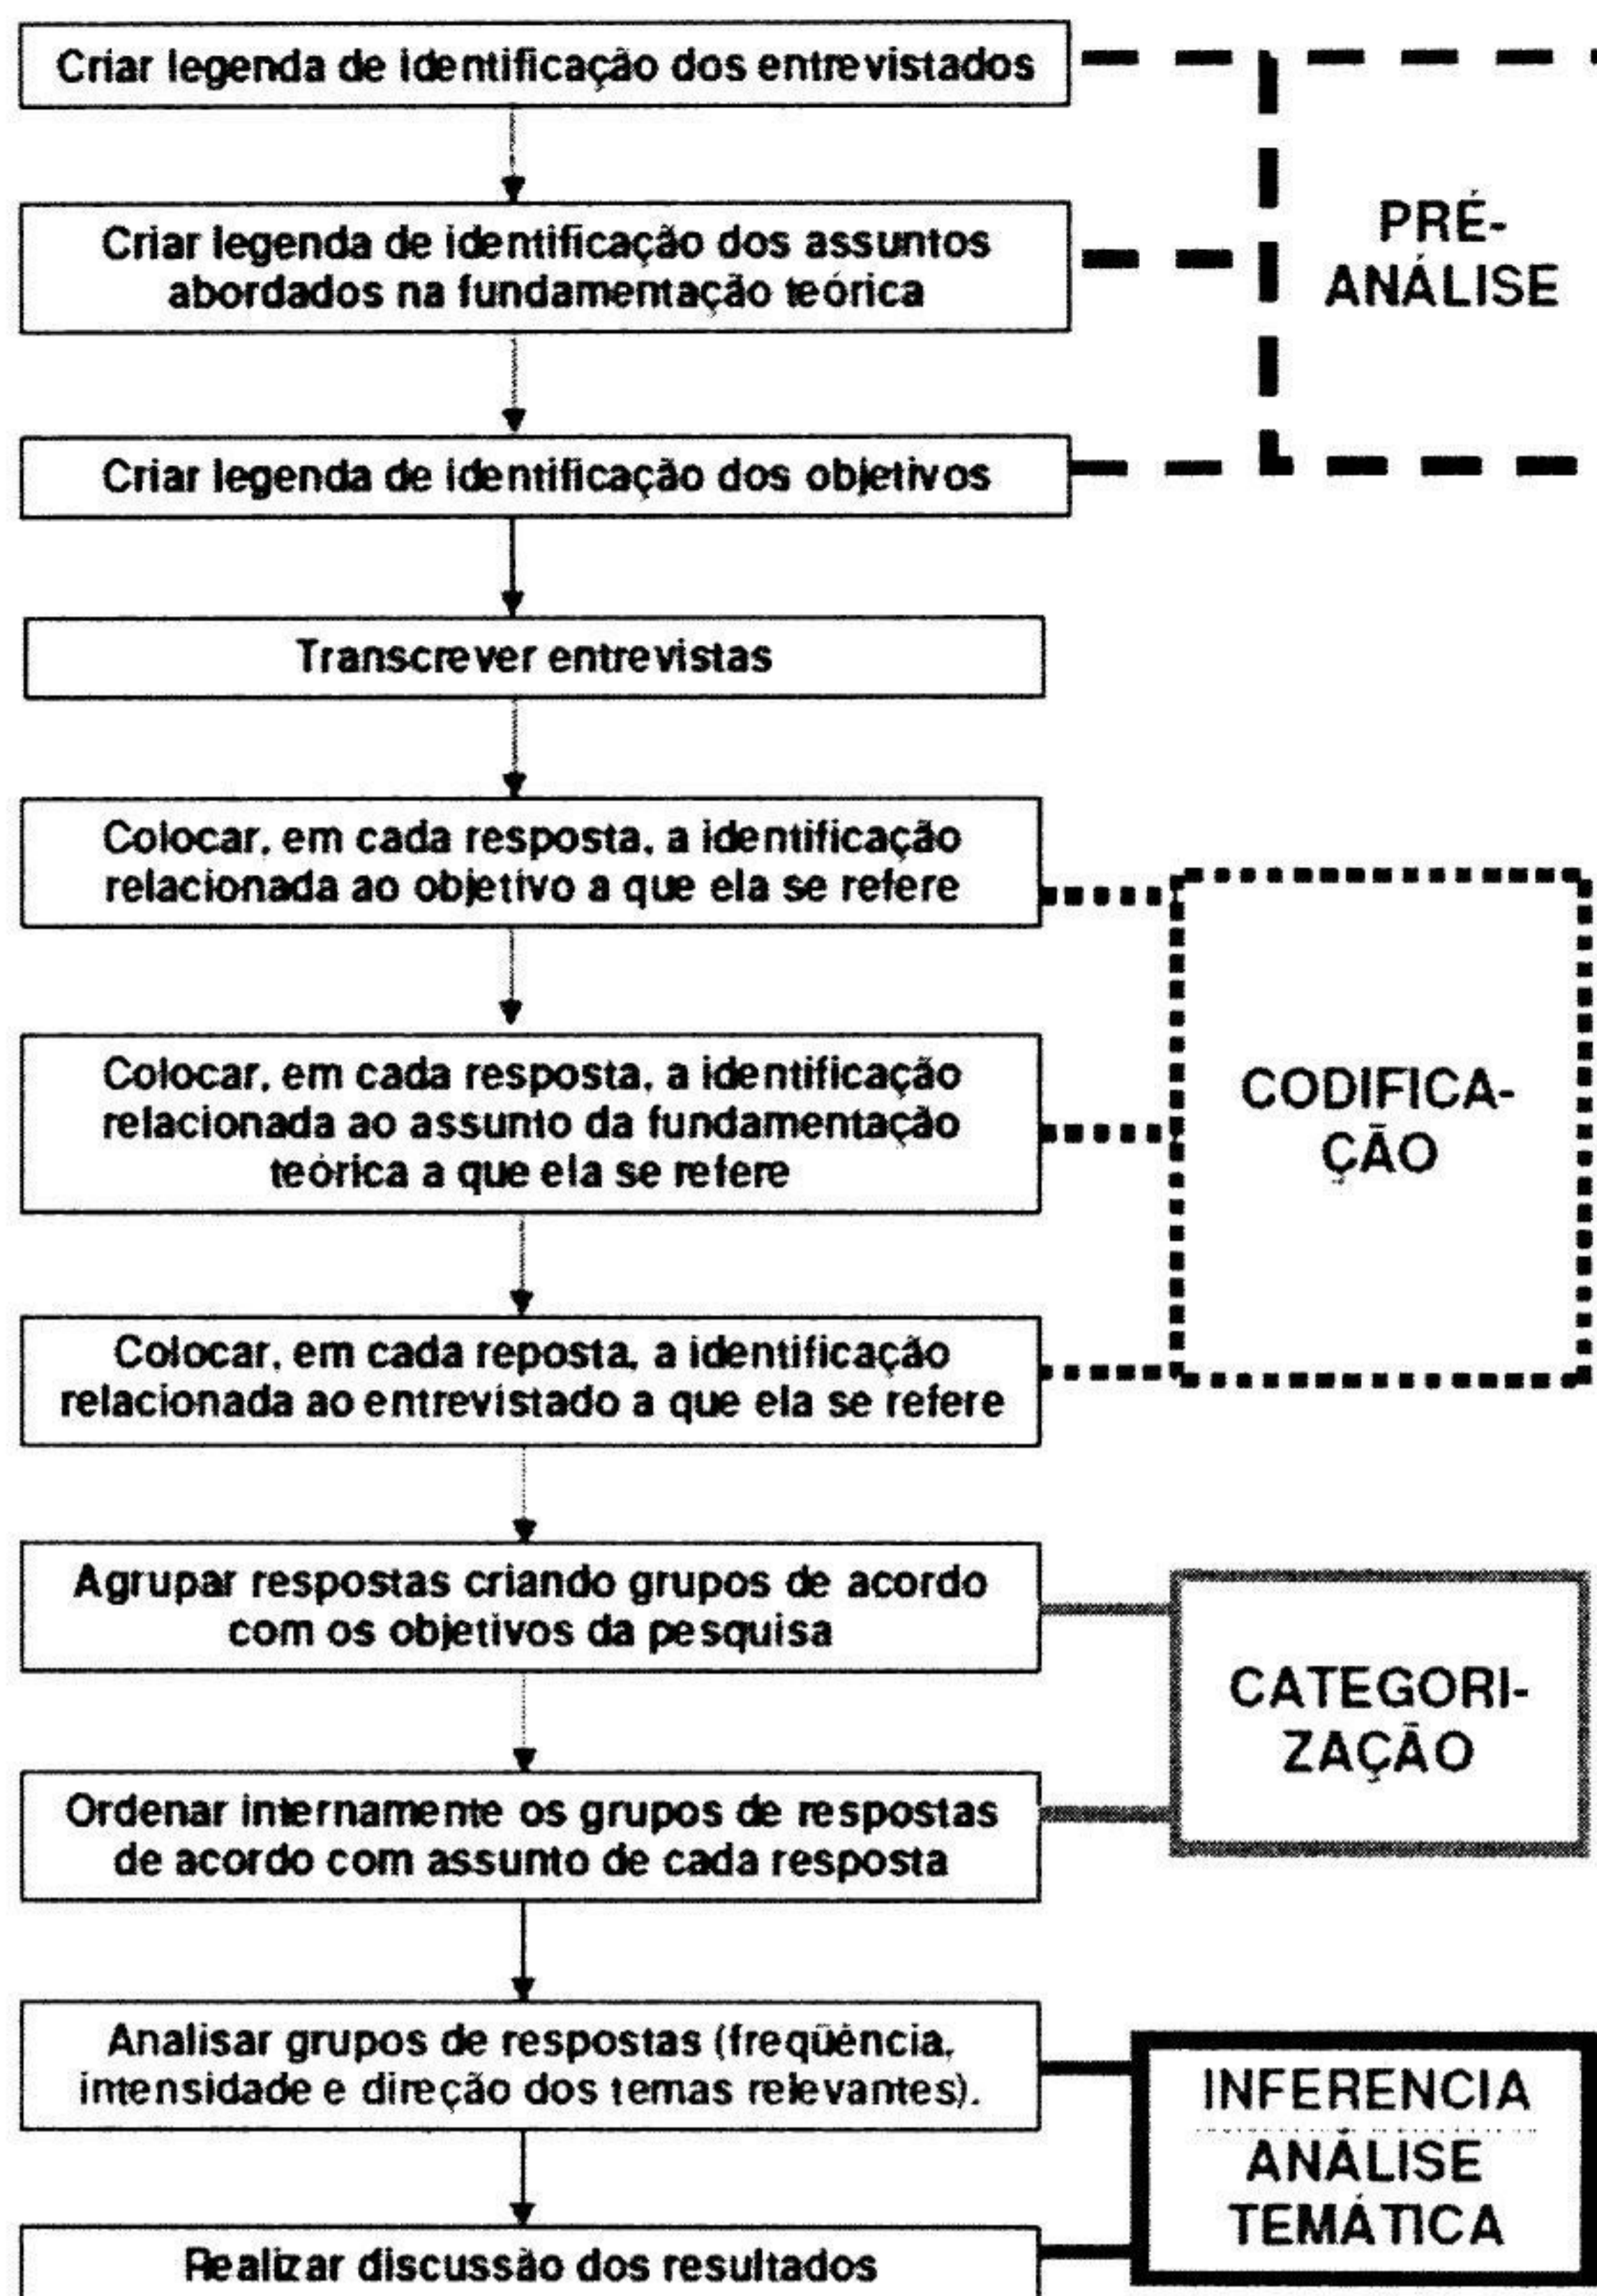 Criar legenda de identificação dos entrevistados
Criar legenda de identificação dos assuntos
abordados na fundamentação teórica
PRÉ-
ANÁLISE
Criar legenda de identificação dos objetivos
Transcrever entrevistas
Colocar, em cada resposta, a identificação
relacionada ao objetivo a que ela se refere
Colocar, em cada resposta, a identificação
relacionada ao assunto da fundamentação
teórica a que ela se refere
CODIFICA-
ÇÃO
Colocar, em cada reposta, a identificação
relacionada ao entrevistado a que ela se refere
Agrupar respostas criando grupos de acordo
com os objetivos da pesquisa
CATEGORI-
ZAÇÃO
Ordenar internamente os grupos de respostas
de acordo com assunto de cada resposta
Analisar grupos de respostas (freqüência,
intensidade e direção dos temas relevantes).
INFERENCIA
ANÁLISE
TEMÁTICA
Realizar discussão dos resultados